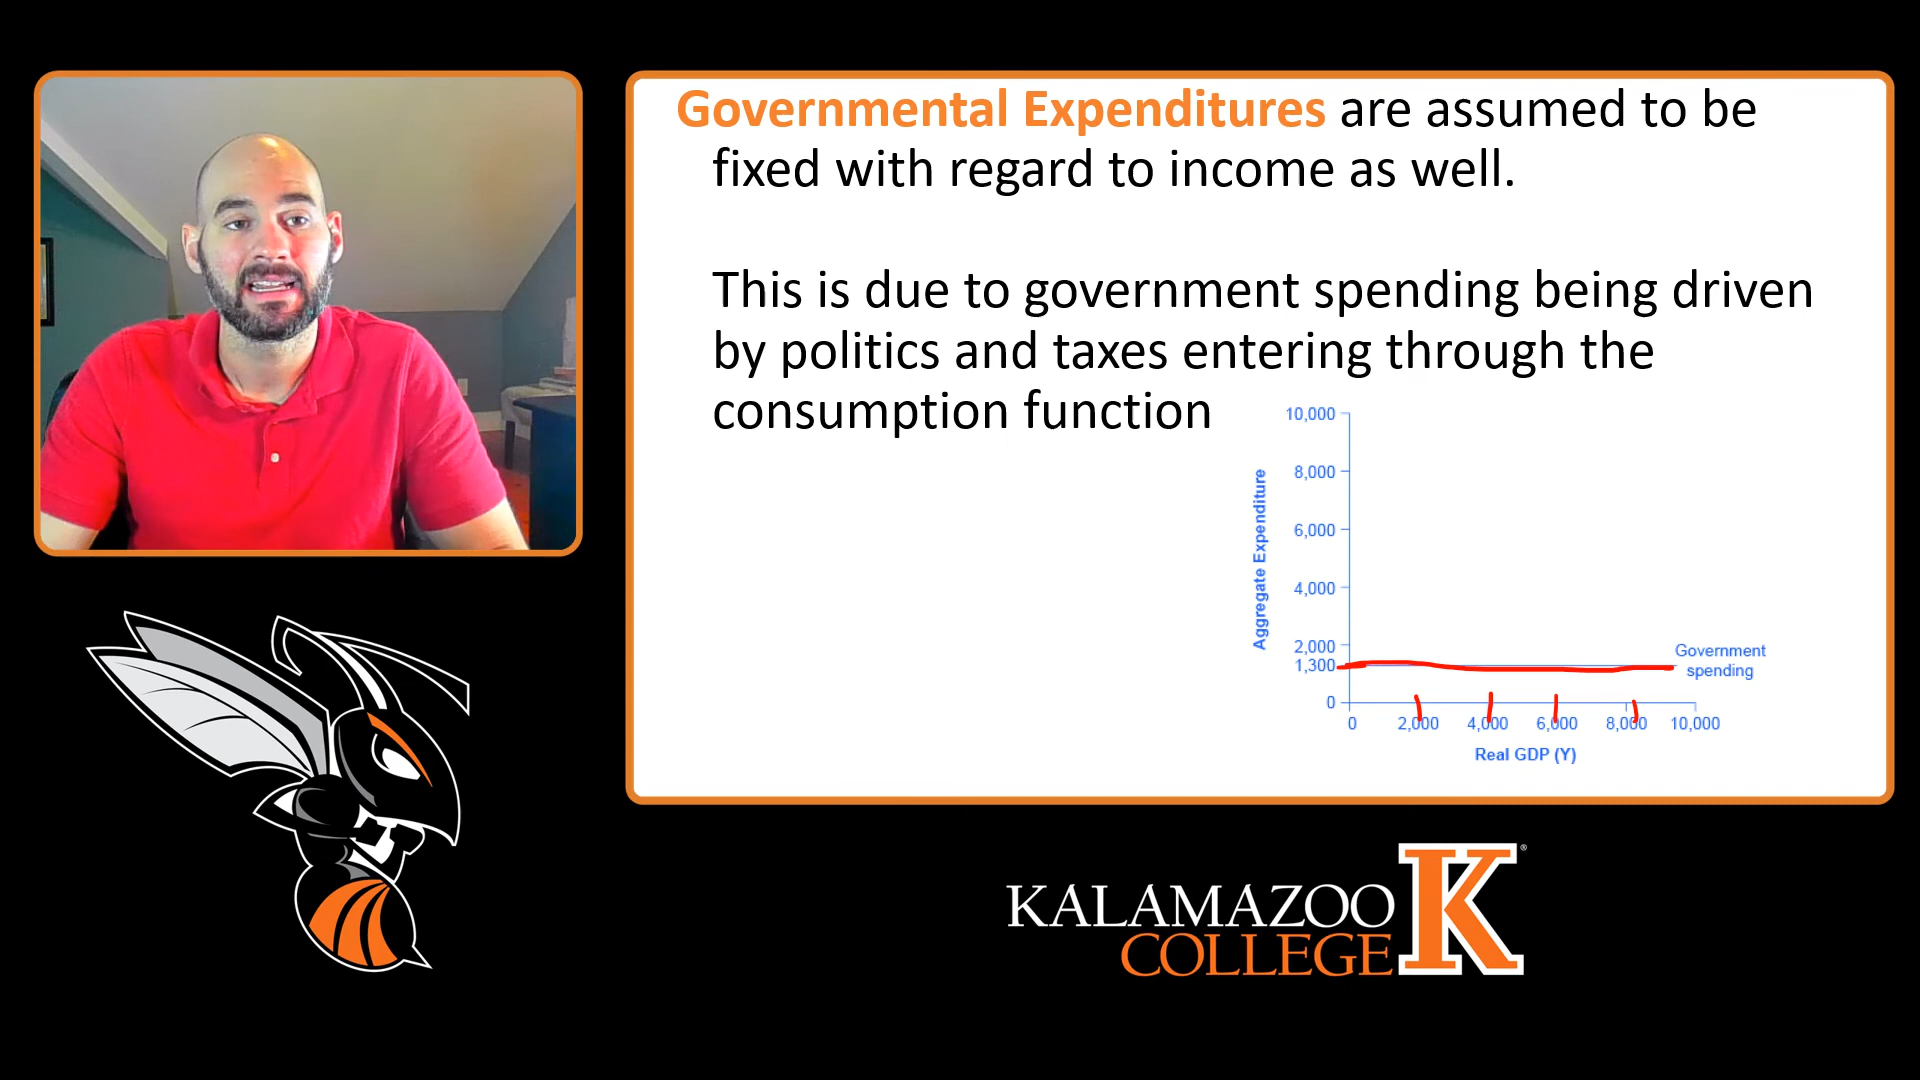 Governmental Expenditures are assumed to be
fixed with regard to income as well.
This is due to government spending being driven
by politics and taxes entering through the
consumption function
10,000
8,000
6,000
4,000
2,000
1,300
0
Aggregate Expenditure
Government
spending
0 2,000 4,000 6,000 8,000 10,000
Real GDP (Y)
KALAMAZOO
COLLEGE
K®